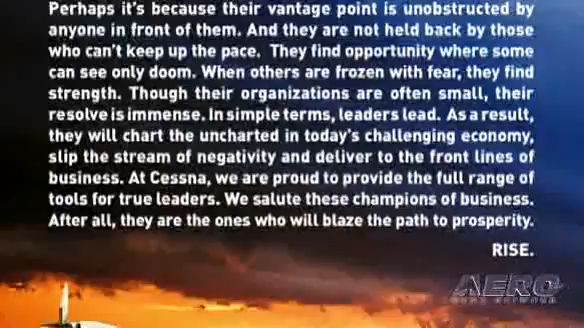 Perhaps it's because their vantage point is unobstructed by
anyone in front of them. And they are not held back by those
who can't keep up the pace. They find opportunity where some
can see only doom. When others are frozen with fear, they find
strength. Though their organizations are often small, their
resolve is immense. In simple terms, leaders lead. As a result,
they will chart the uncharted in today's challenging economy,
slip the stream of negativity and deliver to the front lines of
business. At Cessna, we are proud to provide the full range of
tools for true leaders. We salute these champions of business.
After all, they are the ones who will blaze the path to prosperity.
RISE.
AERO
NEWS NETWORK